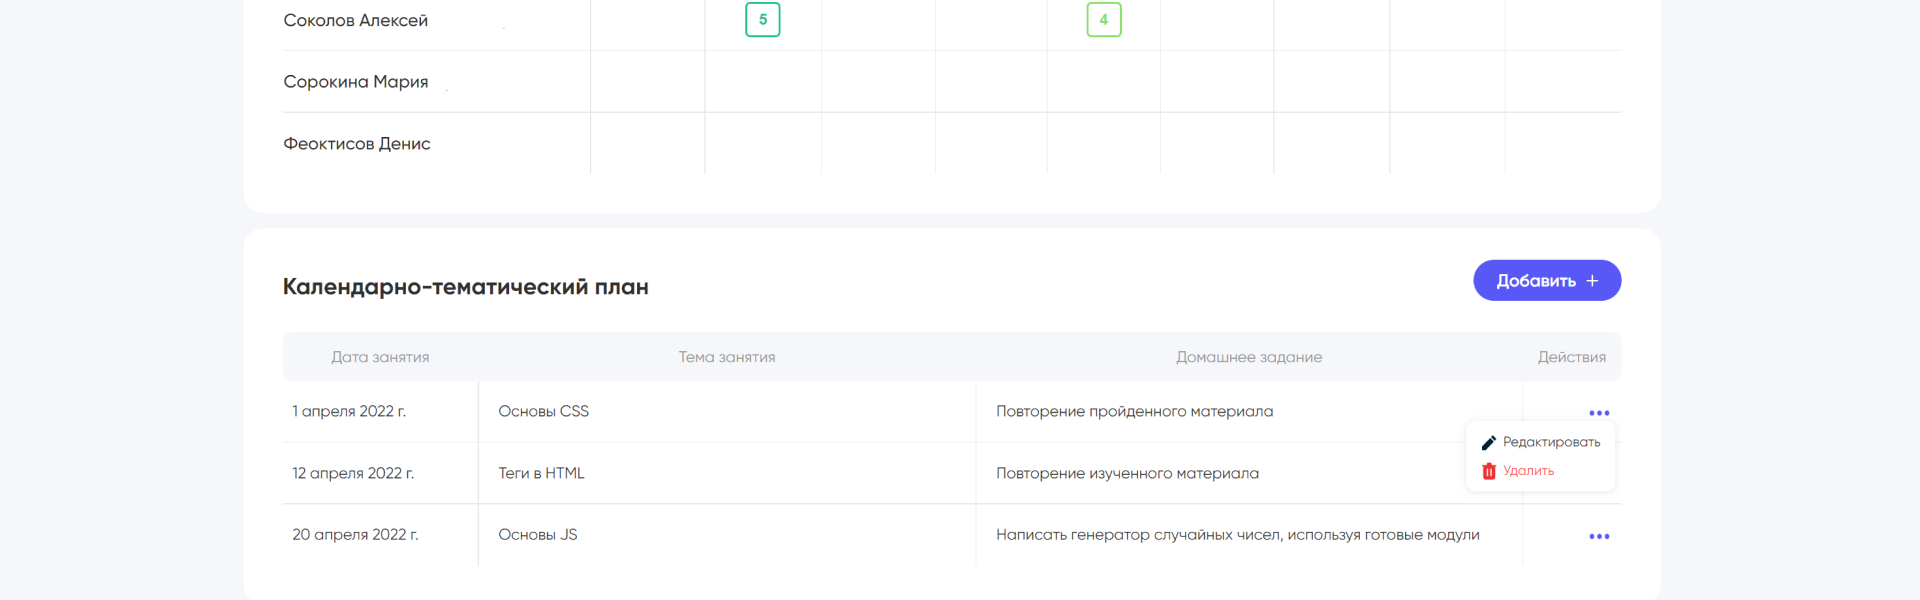 Соколов Алексей 5 4
Сорокина Мария
Феоктисов Денис
Календарно-тематический план
Добавить +
Дата занятия Тема занятия Домашнее задание Действия
1 апреля 2022 г. Основы CSS Повторение пройденного материала
Редактировать
Удалить
12 апреля 2022 г. Теги в HTML Повторение изученного материала
20 апреля 2022 г. Основы JS Написать генератор случайных чисел, используя готовые модули